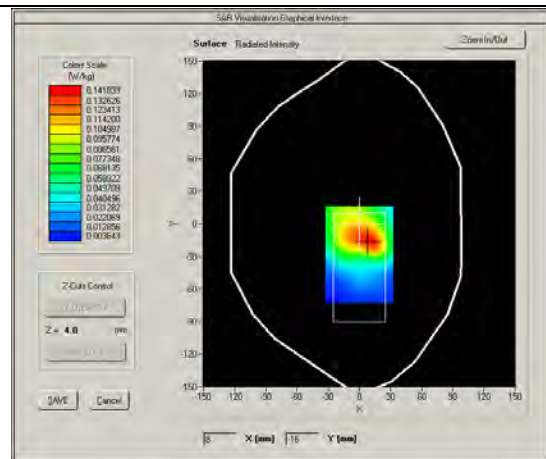 SAR Visualisation Graphical Interface
Surface Radiated Intensity
Zoom In/Out
Colors Scale
(W/kg)
0.141839
0.132626
0.123413
0.114200
0.104987
0.095774
0.086561
0.077348
0.068135
0.058922
0.049709
0.040496
0.031282
0.022069
0.012856
0.003643
150
120
90
60
30
0
-30
-60
-90
-120
-150
Y
-150 -120 -90 -60 -30 0 30 60 90 120 150
X
Z-Cuts Control
Z = 4.0 mm
SAVE Cancel
8 X (mm) -16 Y (mm)